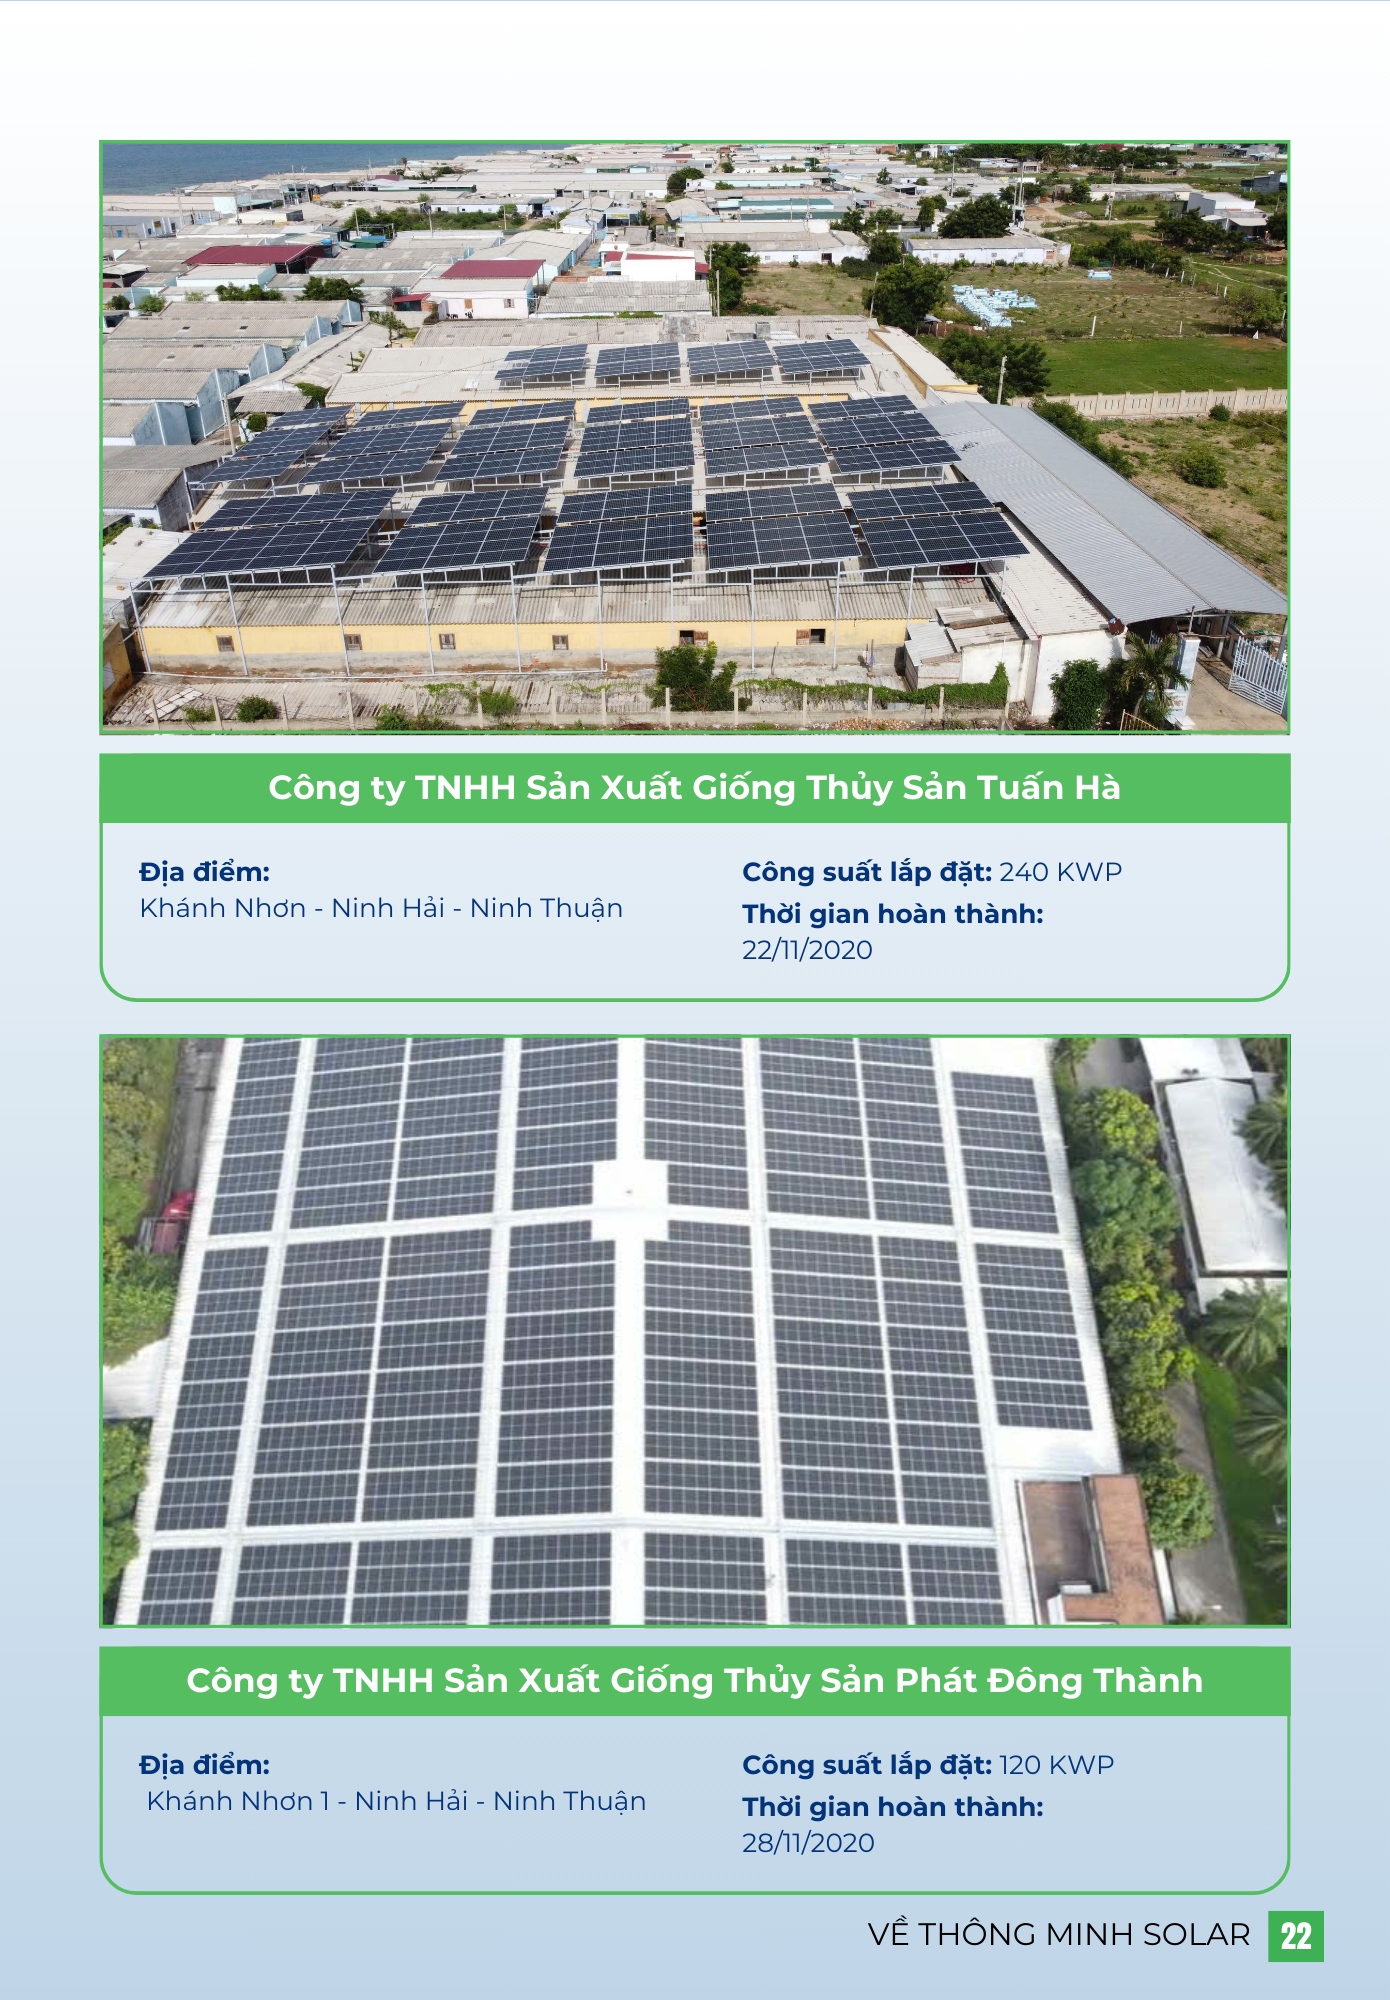 Công ty TNHH Sản Xuất Giống Thủy Sản Tuấn Hà
Địa điểm:
Khánh Nhơn - Ninh Hải - Ninh Thuận
Công suất lắp đặt: 240 KWP
Thời gian hoàn thành:
22/11/2020
Công ty TNHH Sản Xuất Giống Thủy Sản Phát Đông Thành
Địa điểm:
Khánh Nhơn 1 - Ninh Hải - Ninh Thuận
Công suất lắp đặt: 120 KWP
Thời gian hoàn thành:
28/11/2020
VỀ THÔNG MINH SOLAR 22